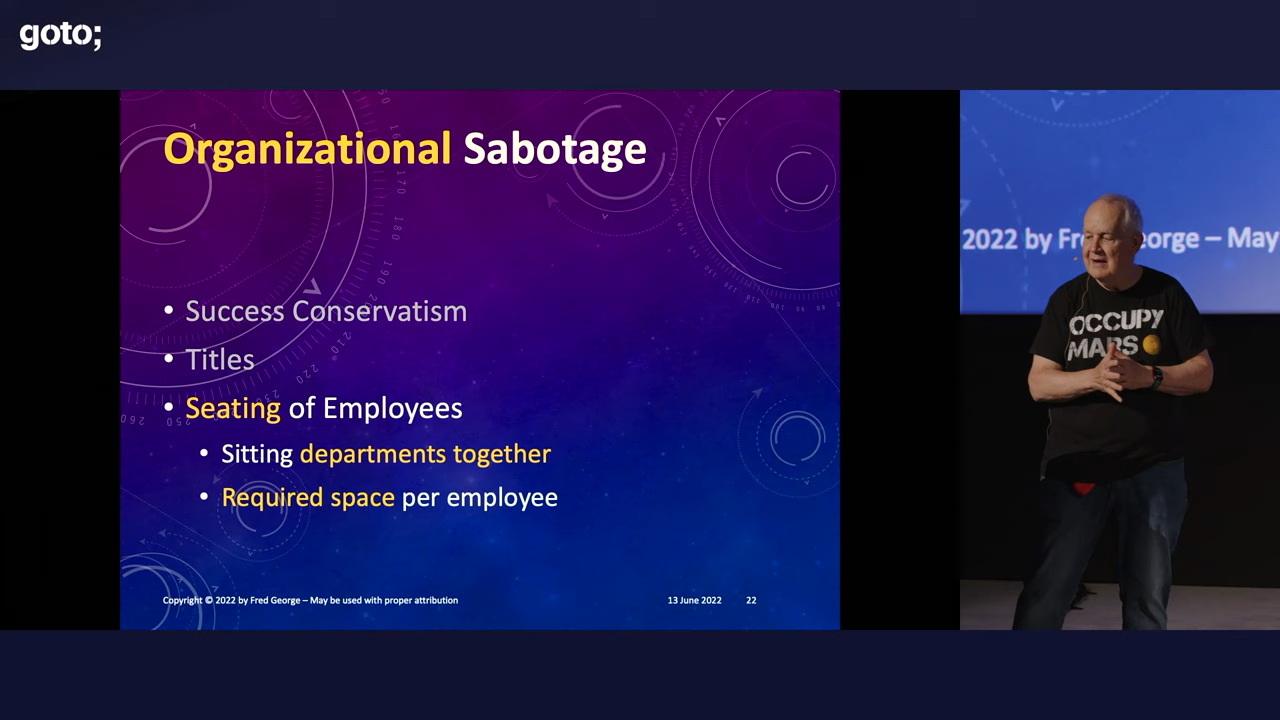 goto;
Organizational Sabotage
• Success Conservatism
• Titles
• Seating of Employees
• Sitting departments together
• Required space per employee
Copyright © 2022 by Fred George – May be used with proper attribution
13 June 2022
22
2022 by Fr eorge – May
OCCUPY
MARS